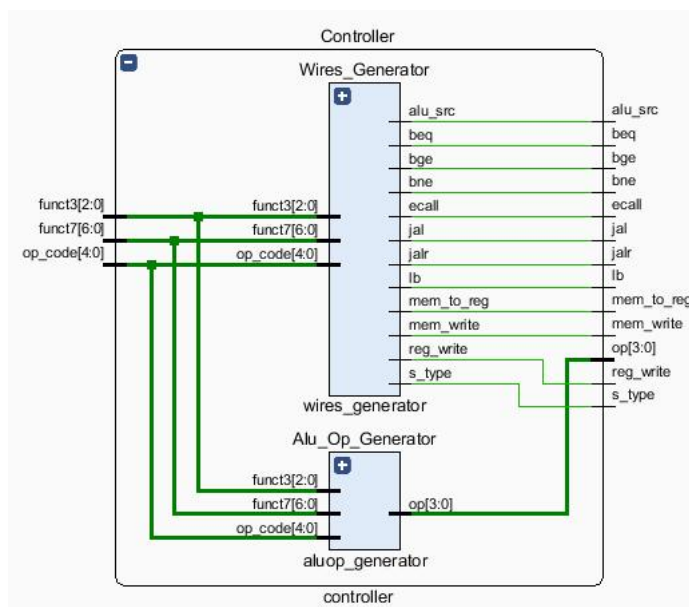 Controller
Wires_Generator
alu_src alu_src
beq beq
bge bge
bne bne
funct3[2:0] funct3[2:0] ecall ecall
funct7[6:0] funct7[6:0] jal jal
op_code[4:0] op_code[4:0] jalr jalr
lb lb
mem_to_reg mem_to_reg
mem_write mem_write
reg_write op[3:0]
s_type reg_write
s_type
wires_generator
Alu_Op_Generator
funct3[2:0]
funct7[6:0] op[3:0]
op_code[4:0]
aluop_generator
controller